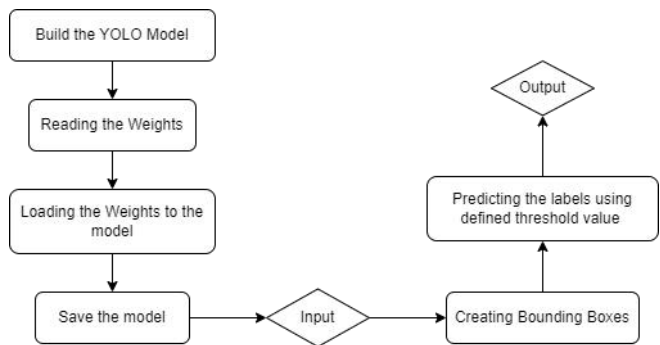 Build the YOLO Model
Reading the Weights
Loading the Weights to the
model
Save the model
Input
Creating Bounding Boxes
Predicting the labels using
defined threshold value
Output